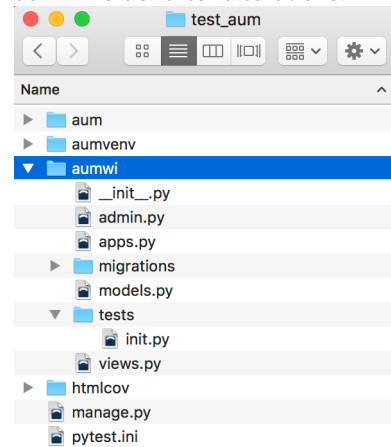 test_aum
Name
aum
aumvenv
aumwi
__init__.py
admin.py
apps.py
migrations
models.py
tests
init.py
views.py
htmlcov
manage.py
pytest.ini